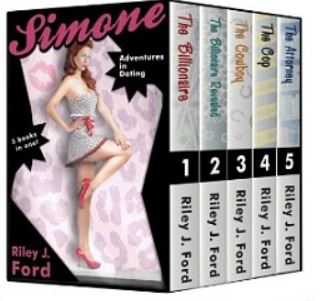 Simone
Adventures
in
Dating
5 books
in one!
Riley J.
Ford
The Billionaire
1
Riley J. Ford
The Billionaire Revealed
2
Riley J. Ford
The Cowboy
3
Riley J. Ford
The Cop
4
Riley J. Ford
The Attorney
5
Riley J. Ford